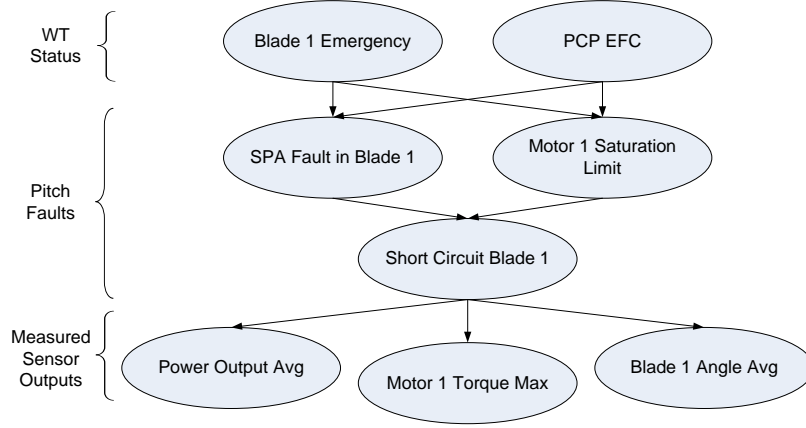 WT
Status
Blade 1 Emergency
PCP EFC
Pitch
Faults
SPA Fault in Blade 1
Motor 1 Saturation
Limit
Short Circuit Blade 1
Measured
Sensor
Outputs
Power Output Avg
Motor 1 Torque Max
Blade 1 Angle Avg